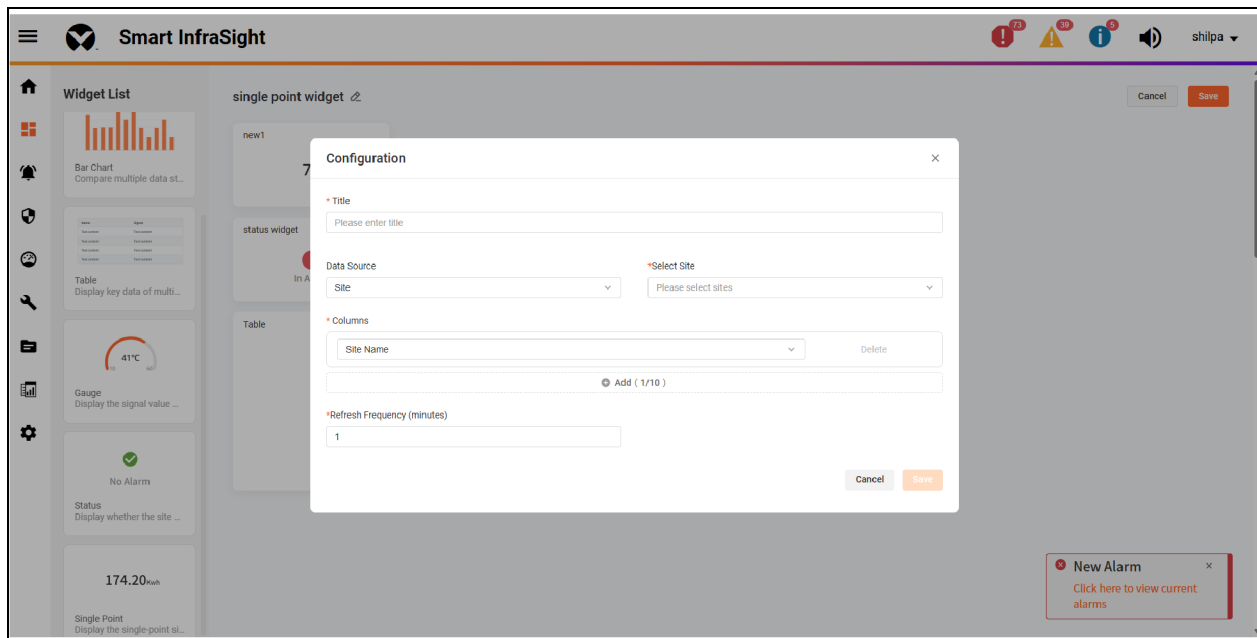 Smart InfraSight
73
39
5
shilpa
Widget List
single point widget
Cancel
Save
Bar Chart
Compare multiple data st...
Table
Display key data of multi...
41°C
Gauge
Display the signal value ...
No Alarm
Status
Display whether the site ...
174.20Kwh
Single Point
Display the single-point si...
new1
7
status widget
In A
Table
Configuration
* Title
Please enter title
Data Source
*Select Site
Site
Please select sites
* Columns
Site Name
Delete
Add ( 1/10 )
*Refresh Frequency (minutes)
1
Cancel
Save
New Alarm
Click here to view current
alarms